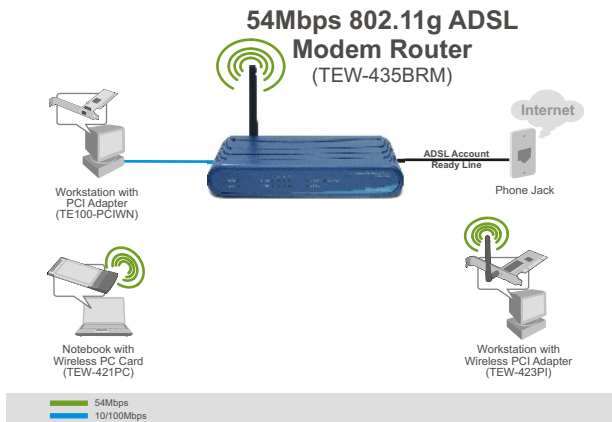 54Mbps 802.11g ADSL
Modem Router
(TEW-435BRM)
Internet
ADSL Account
Ready Line
Phone Jack
Workstation with
PCI Adapter
(TE100-PCIWN)
Notebook with
Wireless PC Card
(TEW-421PC)
Workstation with
Wireless PCI Adapter
(TEW-423PI)
54Mbps
10/100Mbps